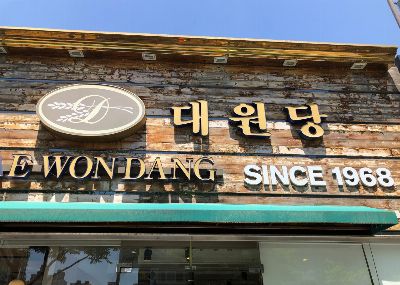 대원당
E WON DANG SINCE 1968